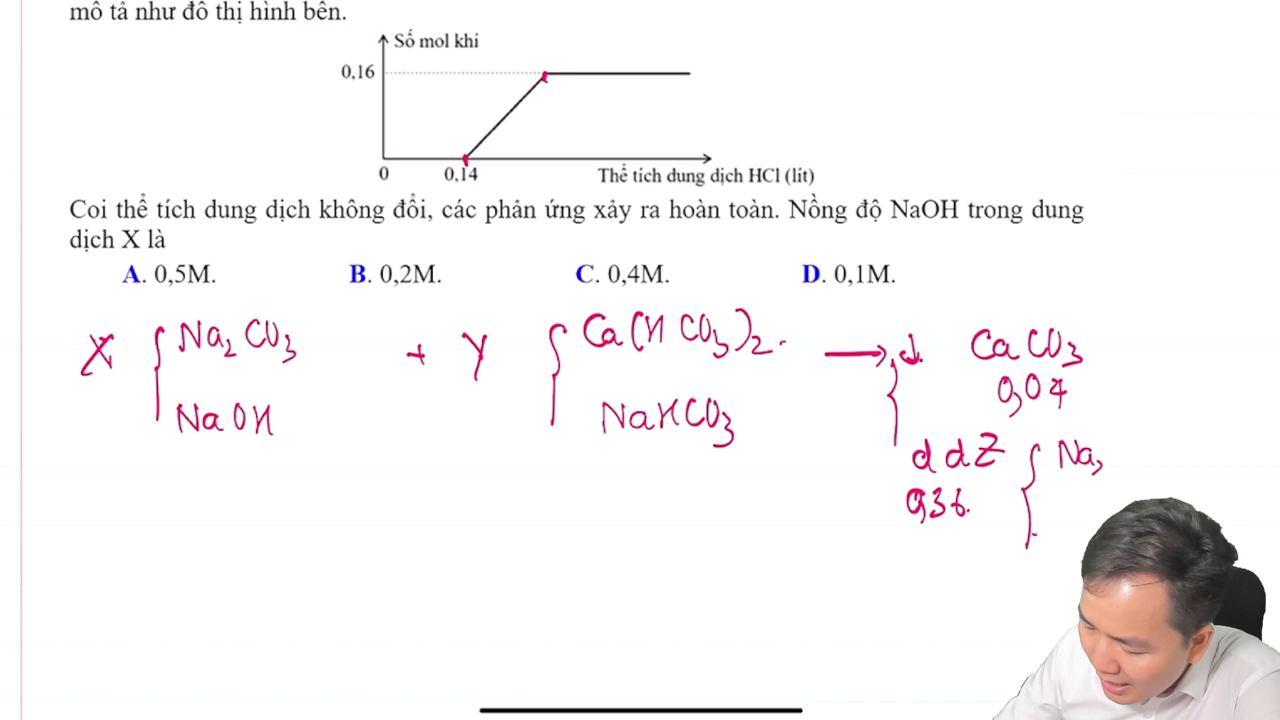 mô tả như đồ thị hình bên.
Số mol khí
0,16
0
0,14
Thể tích dung dịch HCl (lít)
Coi thể tích dung dịch không đổi, các phản ứng xảy ra hoàn toàn. Nồng độ NaOH trong dung
dịch X là
A. 0,5M. B. 0,2M. C. 0,4M. D. 0,1M.
X { Na2CO3 + Y { Ca(HCO3)2 → { ↓ CaCO3
NaOH NaHCO3 0,04
ddZ { Na
0,36